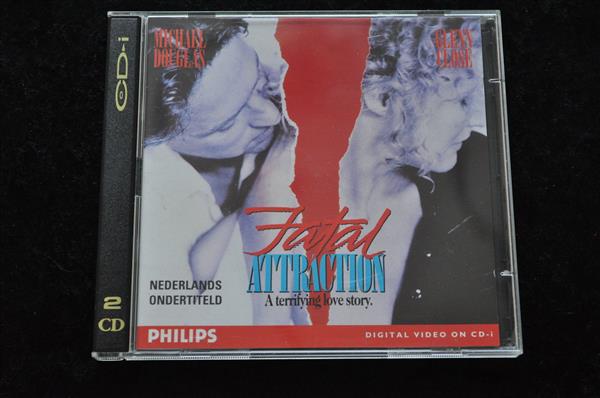 MICHAEL
DOUGLAS
GLENN
CLOSE
CD-i
Fatal
ATTRACTION
A terrifying love story.
NEDERLANDS
ONDERTITELD
2
CD
PHILIPS
DIGITAL VIDEO ON CD-i